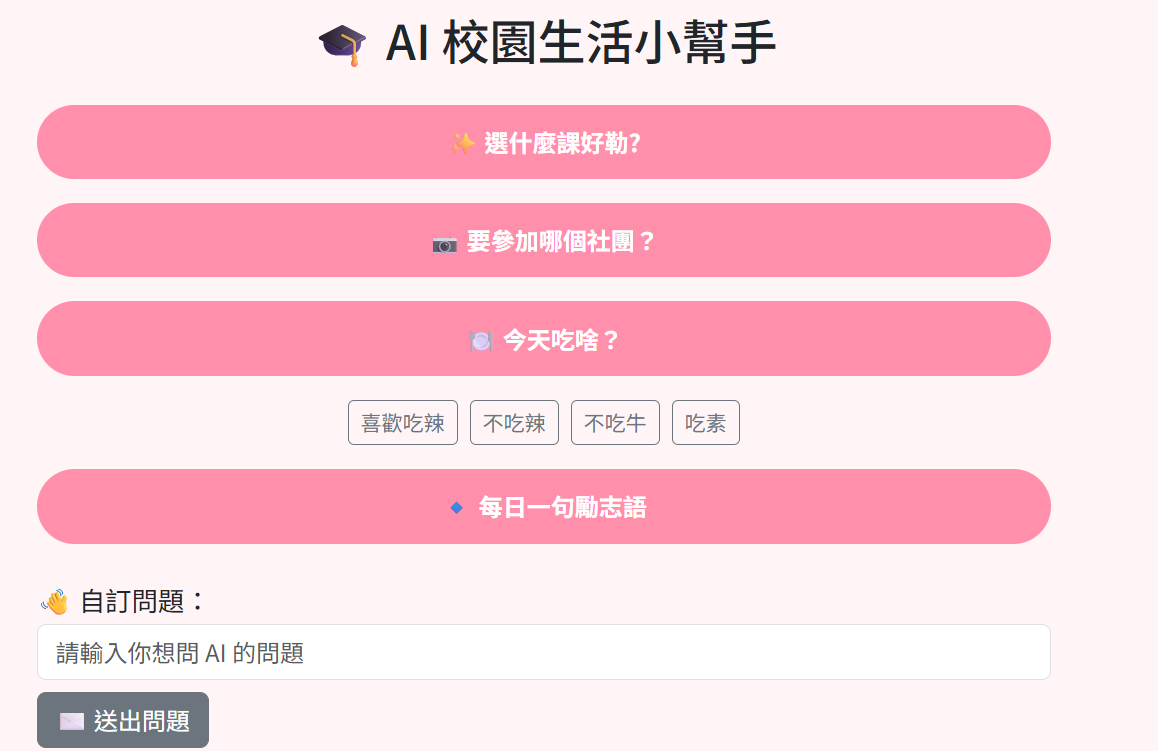 🎓 AI 校園生活小幫手
✨ 選什麼課好勒?
📷 要參加哪個社團？
🍽️ 今天吃啥？
喜歡吃辣 不吃辣 不吃牛 吃素
🔹 每日一句勵志語
👋 自訂問題：
請輸入你想問 AI 的問題
✉️ 送出問題